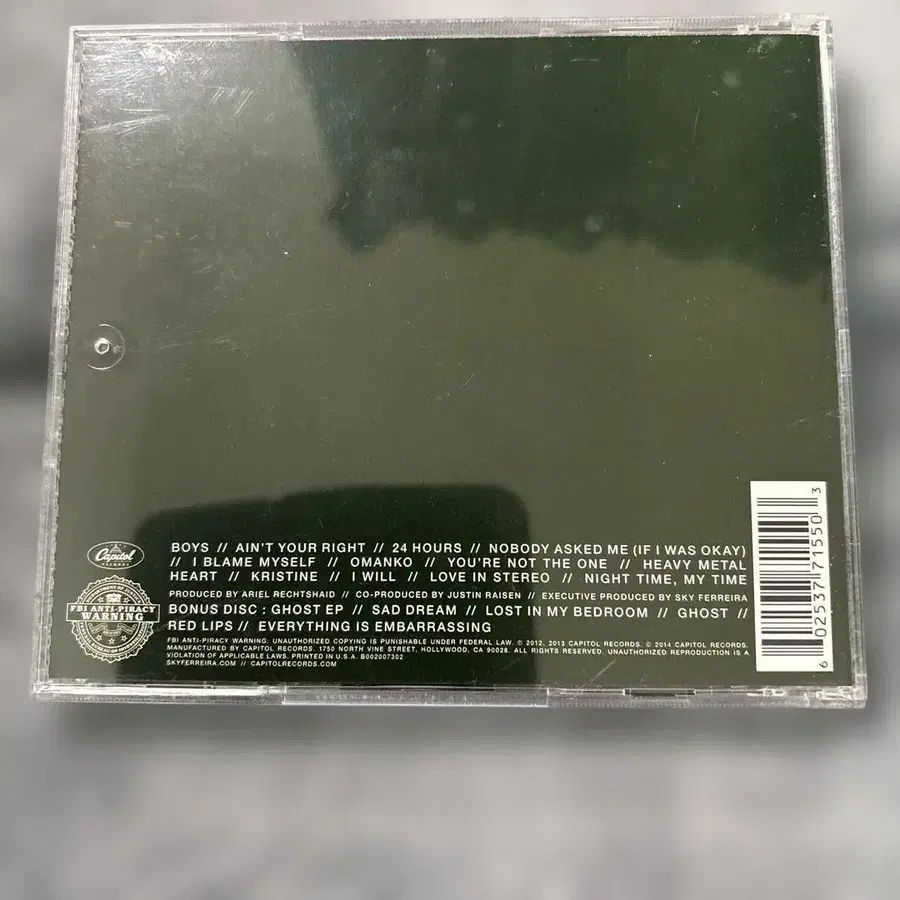 Capitol
RECORDS
BOYS // AIN'T YOUR RIGHT // 24 HOURS // NOBODY ASKED ME (IF I WAS OKAY)
// I BLAME MYSELF // OMANKO // YOU'RE NOT THE ONE // HEAVY METAL
HEART // KRISTINE // I WILL // LOVE IN STEREO // NIGHT TIME, MY TIME
PRODUCED BY ARIEL RECHTSHAID // CO-PRODUCED BY JUSTIN RAISEN // EXECUTIVE PRODUCED BY SKY FERREIRA
BONUS DISC : GHOST EP // SAD DREAM // LOST IN MY BEDROOM // GHOST //
RED LIPS // EVERYTHING IS EMBARRASSING
FBI ANTI-PIRACY WARNING: UNAUTHORIZED COPYING IS PUNISHABLE UNDER FEDERAL LAW. ℗ 2012, 2013 CAPITOL RECORDS. © 2014 CAPITOL RECORDS.
MANUFACTURED BY CAPITOL RECORDS. 1750 NORTH VINE STREET, HOLLYWOOD, CA 90028. ALL RIGHTS RESERVED. UNAUTHORIZED REPRODUCTION IS A
VIOLATION OF APPLICABLE LAWS. PRINTED IN U.S.A. B002007302
SKYFERREIRA.COM // CAPITOLRECORDS.COM
FBI ANTI-PIRACY
WARNING
6 02537 71550 3